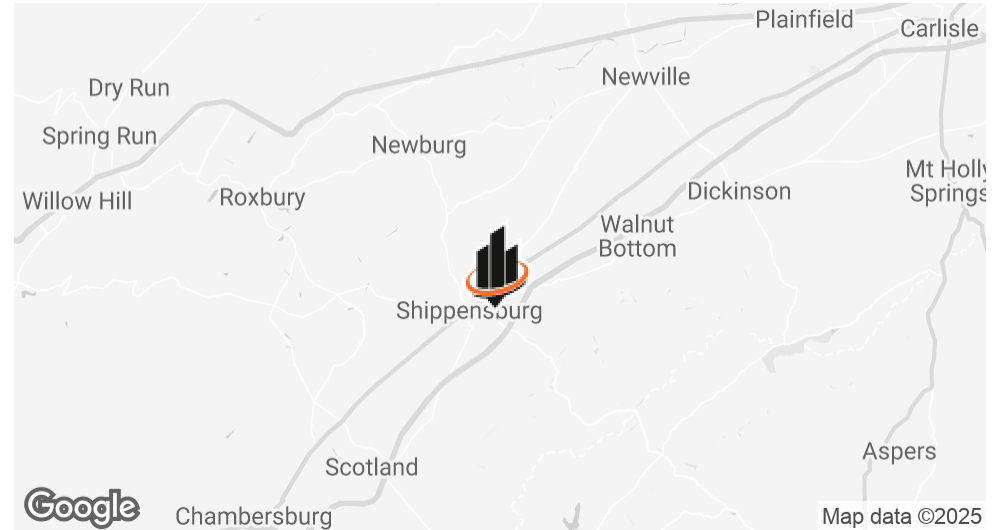 Plainfield
Carlisle
Newville
Dry Run
Spring Run
Newburg
Mt Holly
Springs
Willow Hill
Roxbury
Dickinson
Walnut
Bottom
Shippensburg
Aspers
Scotland
Chambersburg
Google
Map data ©2025